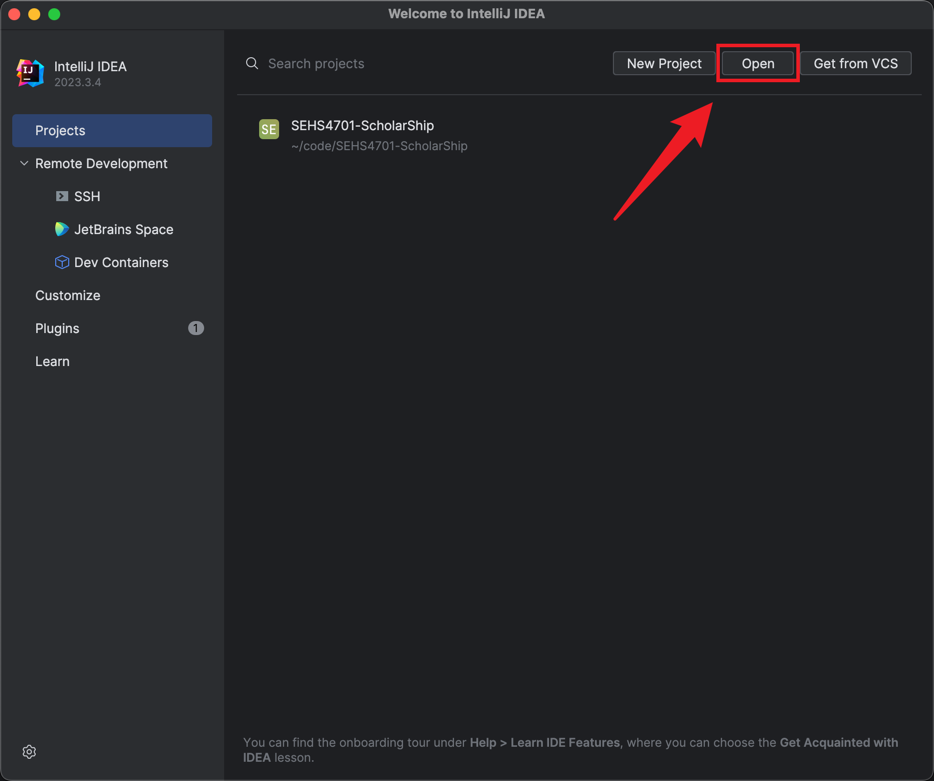 Welcome to IntelliJ IDEA
IJ
IntelliJ IDEA
2023.3.4
Search projects
New Project
Open
Get from VCS
Projects
SE
SEHS4701-ScholarShip
~/code/SEHS4701-ScholarShip
Remote Development
SSH
JetBrains Space
Dev Containers
Customize
Plugins
1
Learn
You can find the onboarding tour under Help > Learn IDE Features, where you can choose the Get Acquainted with
IDEA lesson.